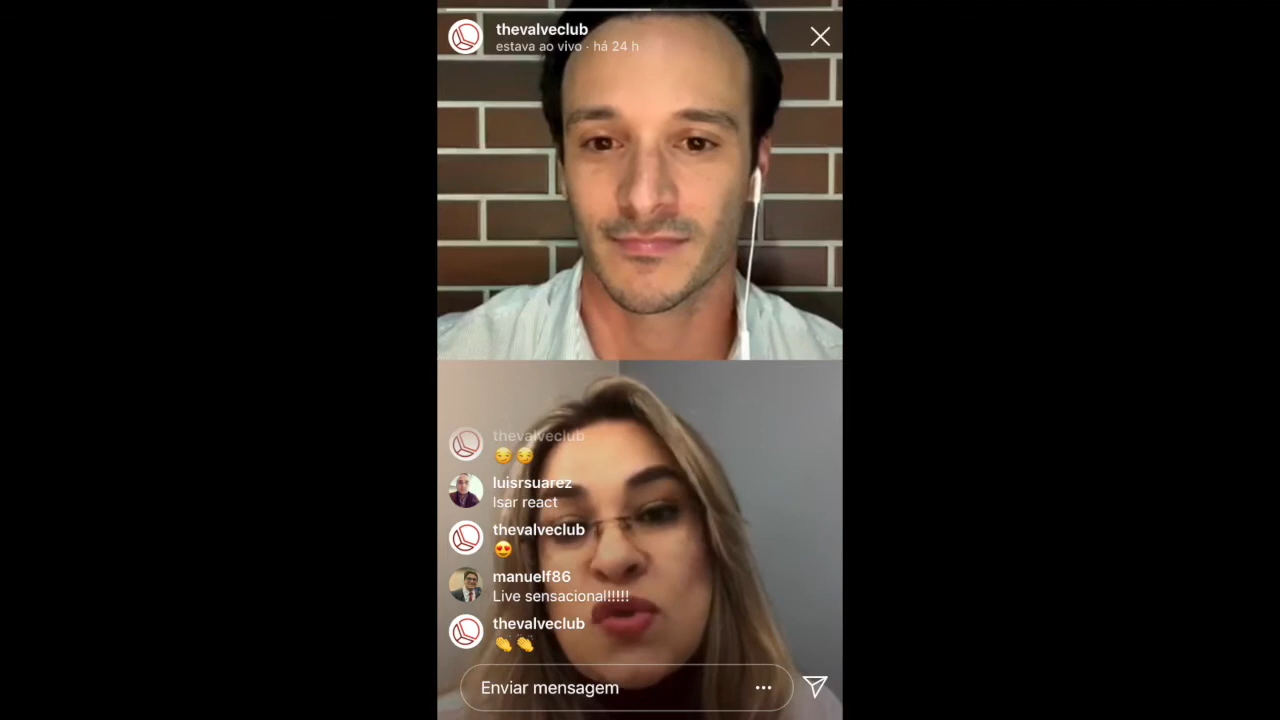 thevalveclub
estava ao vivo · há 24 h
thevalveclub
😏😏
luisrsuarez
Isar react
thevalveclub
😍
manuelf86
Live sensacional!!!!!
thevalveclub
👏👏
Enviar mensagem